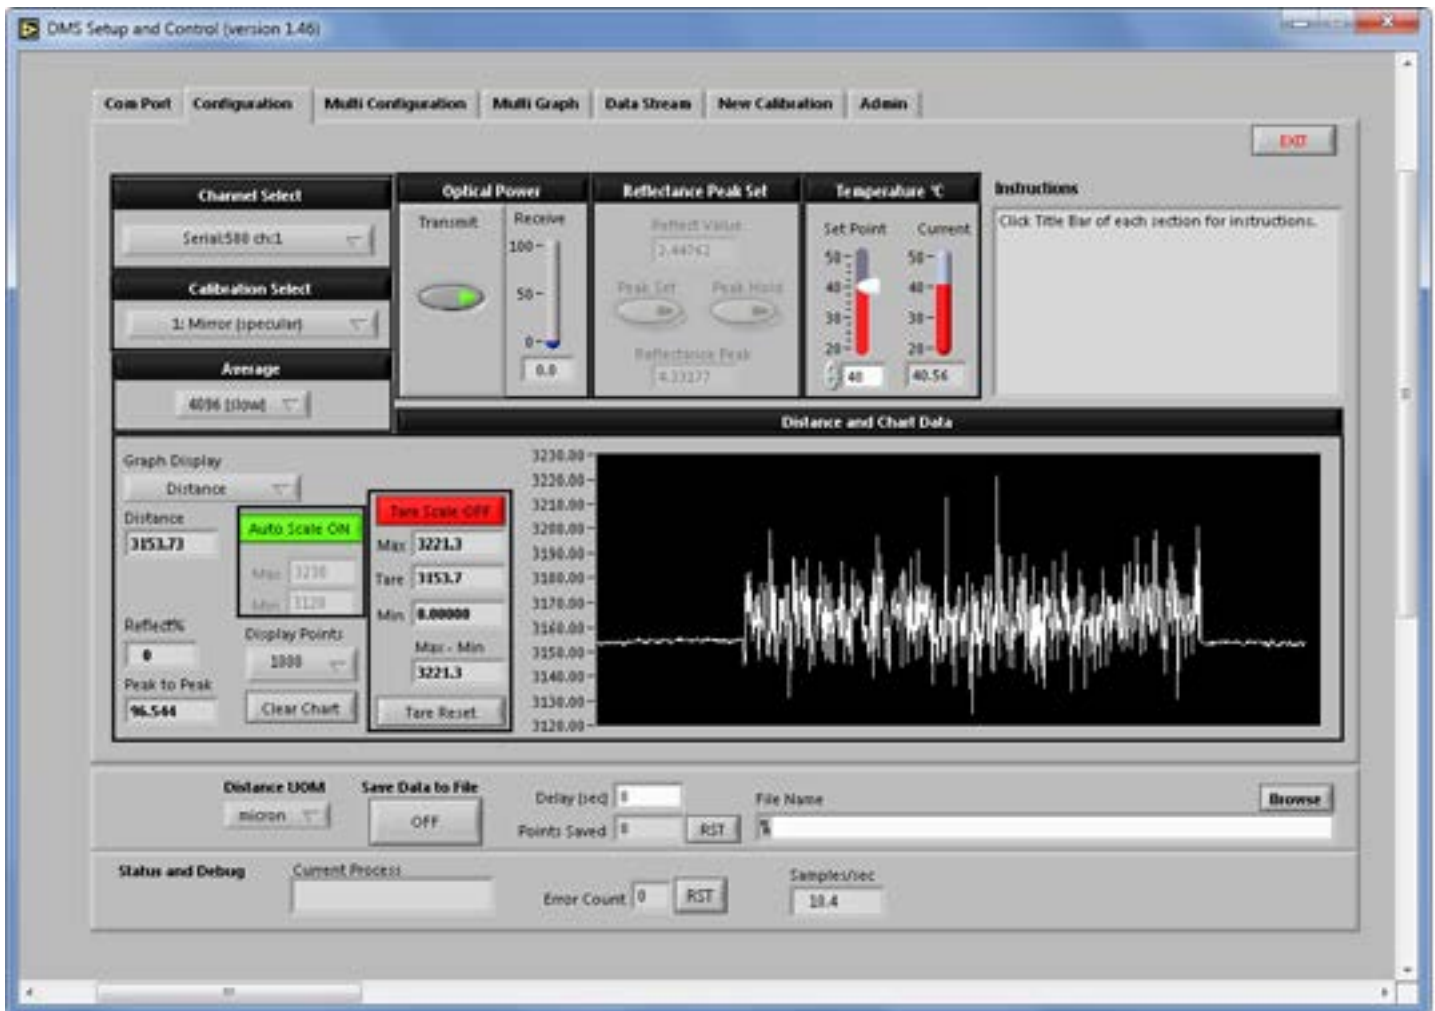 DMS Setup and Control (version 1.46)
Com Port Configuration Multi Configuration Multi Graph Data Stream New Calibration Admin
EXIT
Channel Select
Serial:580 ch:1
Calibration Select
1: Mirror (specular)
Average
4096 (slow)
Optical Power
Transmit
Receive
100
50
0
0.0
Reflectance Peak Set
Reflect Value
Peak Set Peak Hold
Reflectance Peak
4.33177
Temperature °C
Set Point Current
50 50
40 40
30 30
20 20
40 40.56
Instructions
Click Title Bar of each section for instructions.
Distance and Chart Data
Graph Display
Distance
Distance
3153.73
Auto Scale ON
Max 3230
Min 3120
Reflect%
0
Peak to Peak
96.544
Display Points
1000
Clear Chart
Tare Scale OFF
Max 3221.3
Tare 3153.7
Min 0.00000
Max - Min
3221.3
Tare Reset
3230.00
3220.00
3210.00
3200.00
3190.00
3180.00
3170.00
3160.00
3150.00
3140.00
3130.00
3120.00
Distance UOM
micron
Save Data to File
OFF
Delay (sec) 0
Points Saved 0 RST
File Name
Browse
%
Status and Debug
Current Process
Error Count 0 RST
Samples/sec
10.4